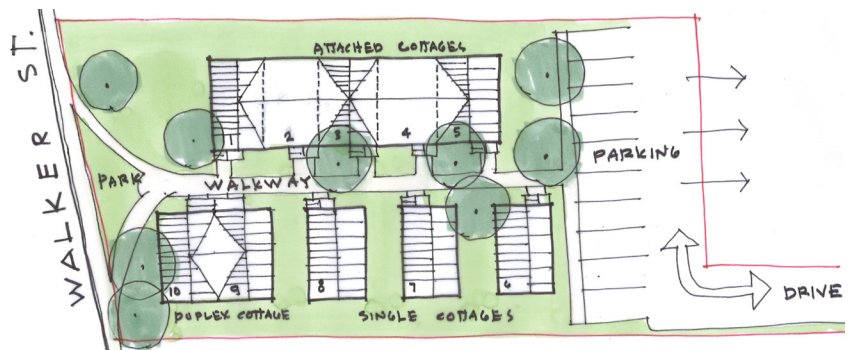 WALKER ST.
ATTACHED COTTAGES
1
2
3
4
5
PARKING
PARK
WALKWAY
10
9
8
7
6
DUPLEX COTTAGE
SINGLE COTTAGES
DRIVE